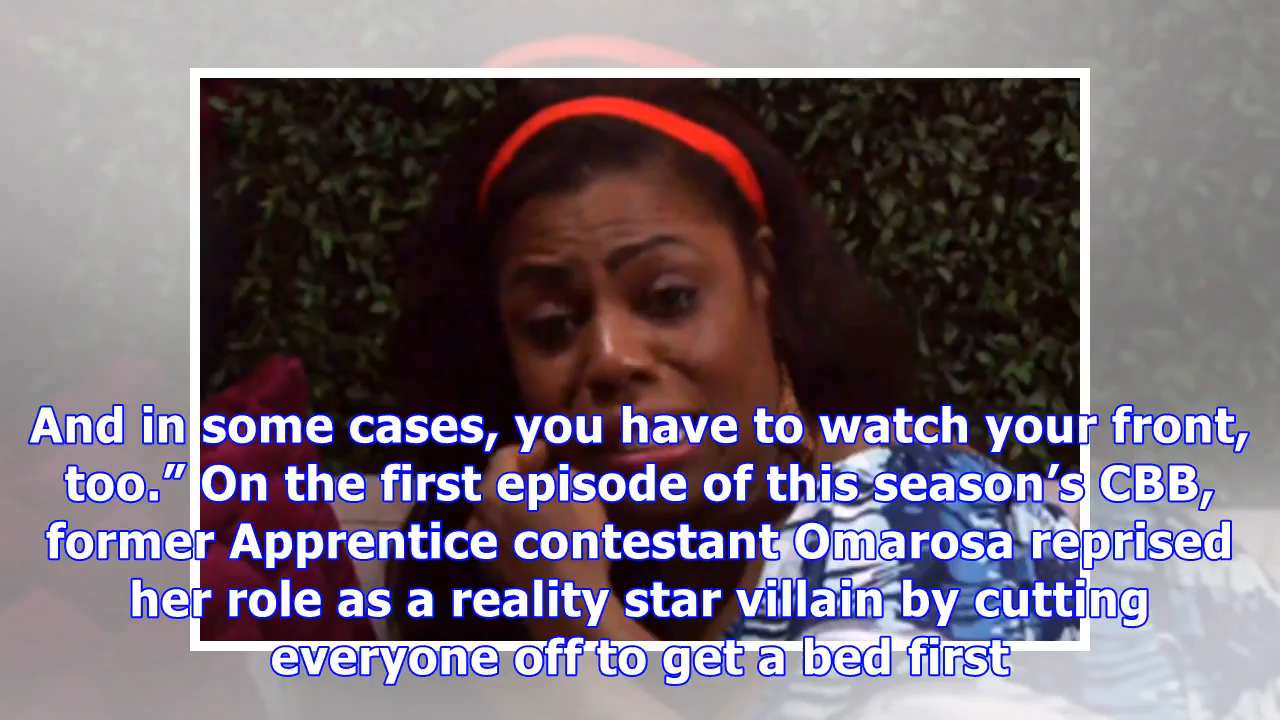 And in some cases, you have to watch your front,
too.” On the first episode of this season’s CBB,
former Apprentice contestant Omarosa reprised
her role as a reality star villain by cutting
everyone off to get a bed first